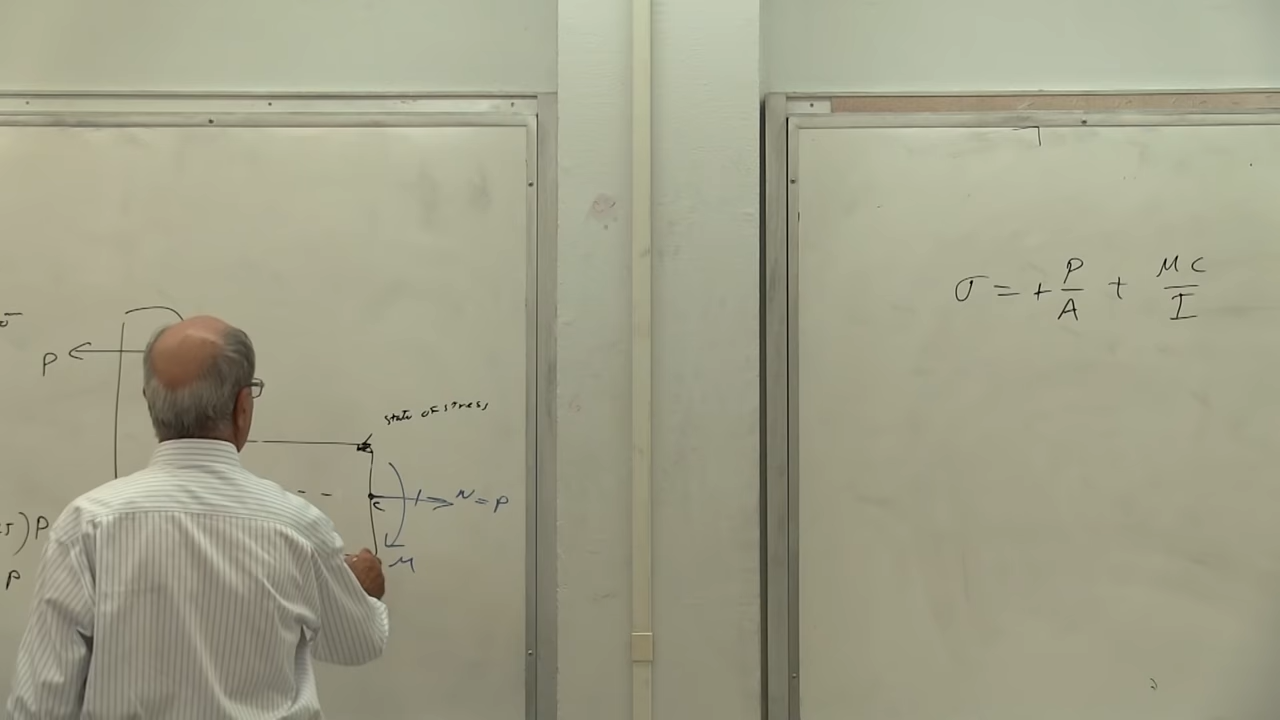 P
state of stress
C
N = P
M
) P
P
σ = + P/A + Mc/I